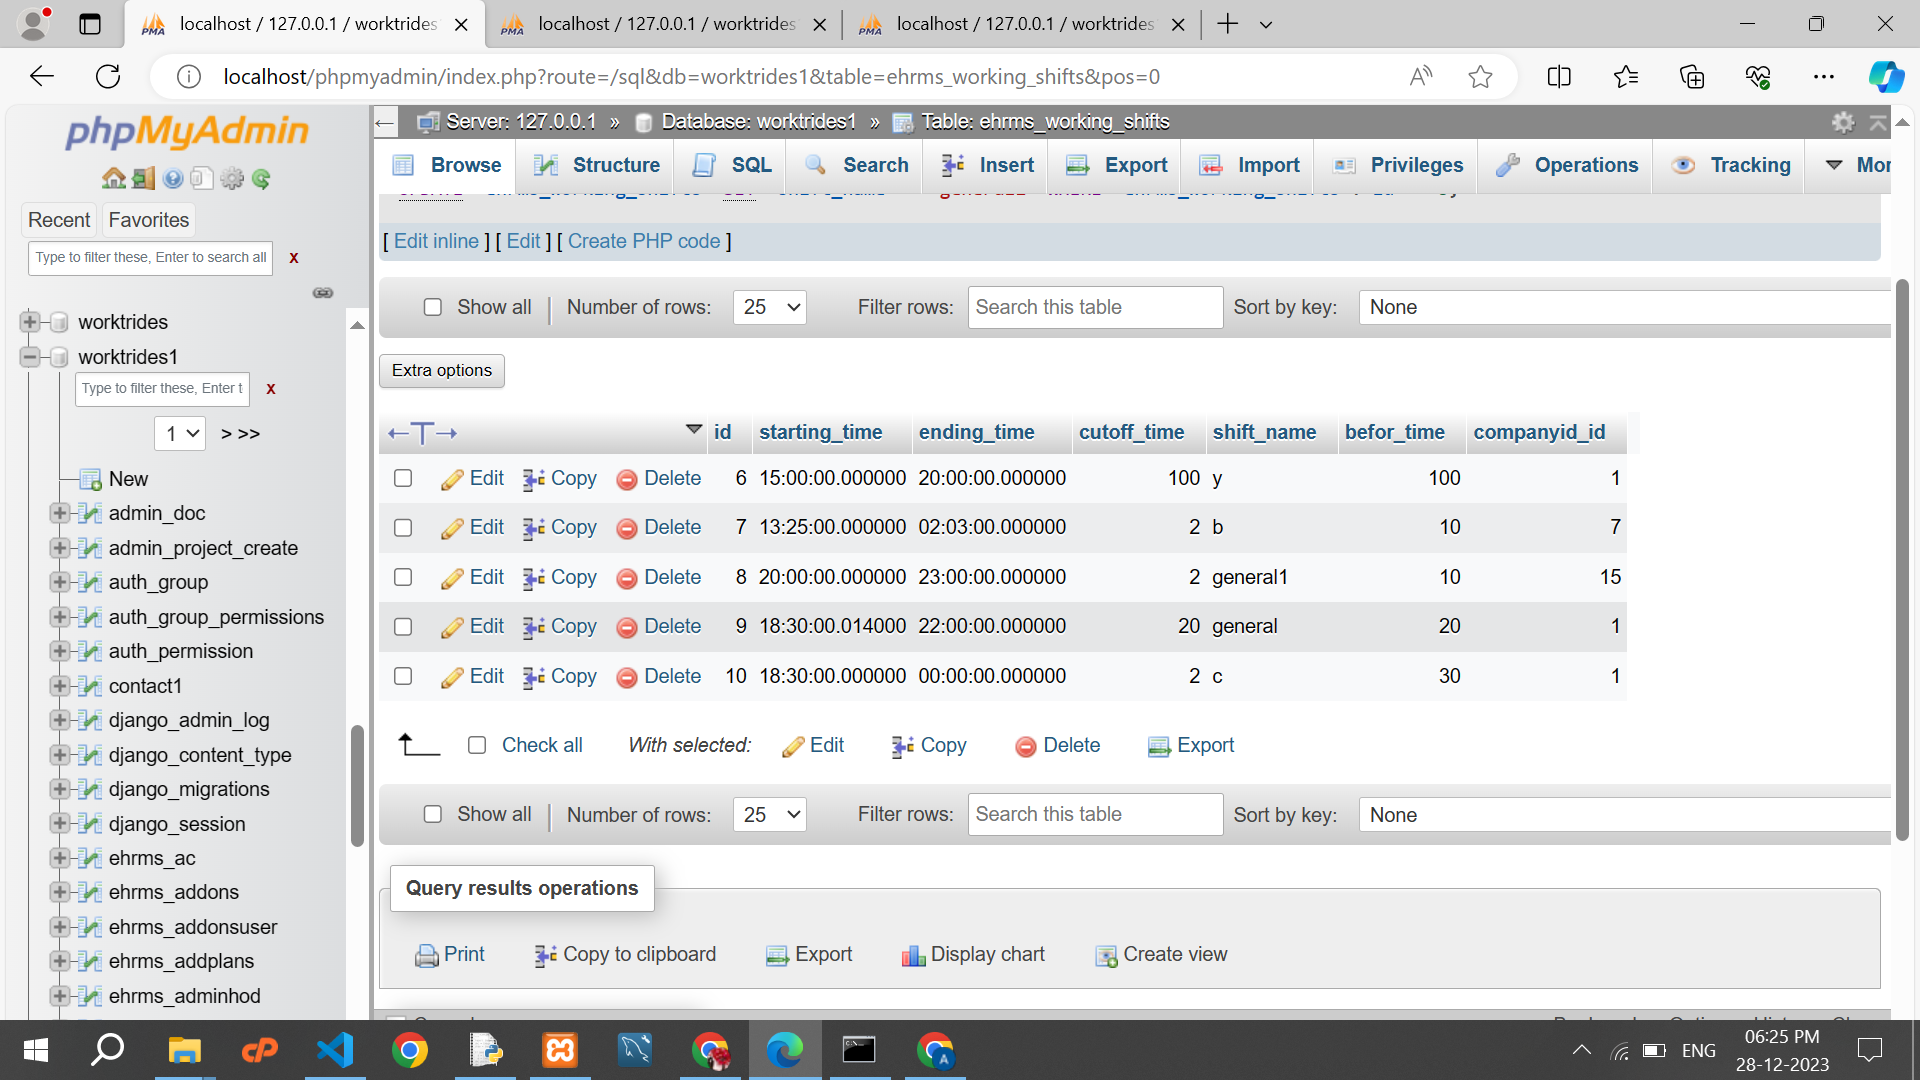 localhost / 127.0.0.1 / worktrides
localhost / 127.0.0.1 / worktrides
localhost / 127.0.0.1 / worktrides
localhost/phpmyadmin/index.php?route=/sql&db=worktrides1&table=ehrms_working_shifts&pos=0
phpMyAdmin
Recent
Favorites
Type to filter these, Enter to search all
X
worktrides
worktrides1
Type to filter these, Enter t
X
1
> >>
New
admin_doc
admin_project_create
auth_group
auth_group_permissions
auth_permission
contact1
django_admin_log
django_content_type
django_migrations
django_session
ehrms_ac
ehrms_addons
ehrms_addonsuser
ehrms_addplans
ehrms_adminhod
Server: 127.0.0.1 » Database: worktrides1 » Table: ehrms_working_shifts
Browse Structure SQL Search Insert Export Import Privileges Operations Tracking Mor
[ Edit inline ] [ Edit ] [ Create PHP code ]
Show all Number of rows: 25 Filter rows: Search this table Sort by key: None
Extra options
id starting_time ending_time cutoff_time shift_name befor_time companyid_id
Edit Copy Delete 6 15:00:00.000000 20:00:00.000000 100 y 100 1
Edit Copy Delete 7 13:25:00.000000 02:03:00.000000 2 b 10 7
Edit Copy Delete 8 20:00:00.000000 23:00:00.000000 2 general1 10 15
Edit Copy Delete 9 18:30:00.014000 22:00:00.000000 20 general 20 1
Edit Copy Delete 10 18:30:00.000000 00:00:00.000000 2 c 30 1
Check all With selected: Edit Copy Delete Export
Show all Number of rows: 25 Filter rows: Search this table Sort by key: None
Query results operations
Print Copy to clipboard Export Display chart Create view
ENG
06:25 PM
28-12-2023